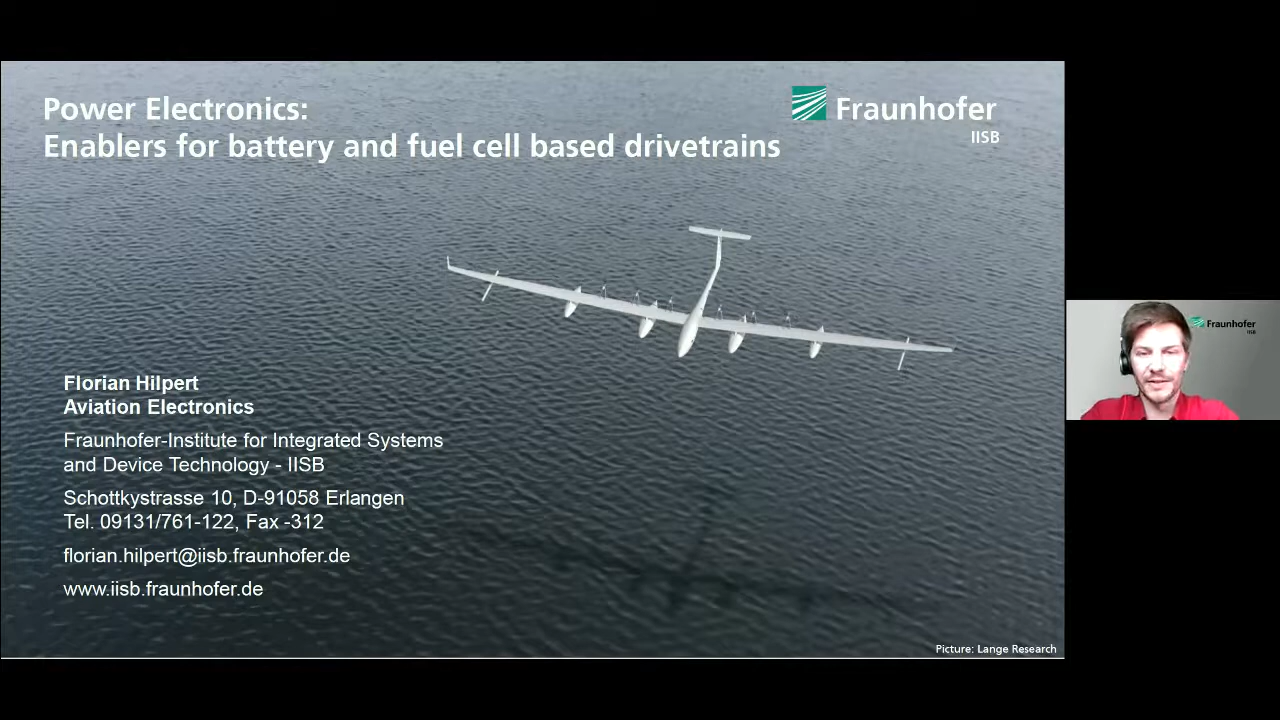 Power Electronics:
Enablers for battery and fuel cell based drivetrains
Fraunhofer
IISB
Florian Hilpert
Aviation Electronics
Fraunhofer-Institute for Integrated Systems
and Device Technology - IISB
Schottkystrasse 10, D-91058 Erlangen
Tel. 09131/761-122, Fax -312
florian.hilpert@iisb.fraunhofer.de
www.iisb.fraunhofer.de
Picture: Lange Research
Fraunhofer
IISB